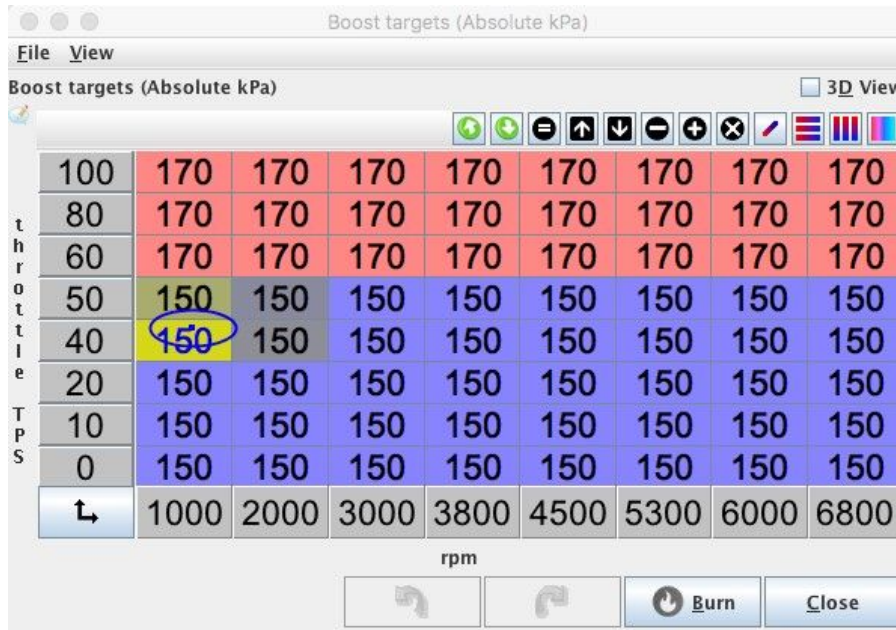 Boost targets (Absolute kPa)
File View
Boost targets (Absolute kPa) 3D View
throttle TPS
100 170 170 170 170 170 170 170 170
80 170 170 170 170 170 170 170 170
60 170 170 170 170 170 170 170 170
50 150 150 150 150 150 150 150 150
40 150 150 150 150 150 150 150 150
20 150 150 150 150 150 150 150 150
10 150 150 150 150 150 150 150 150
0 150 150 150 150 150 150 150 150
1000 2000 3000 3800 4500 5300 6000 6800
rpm
Burn Close